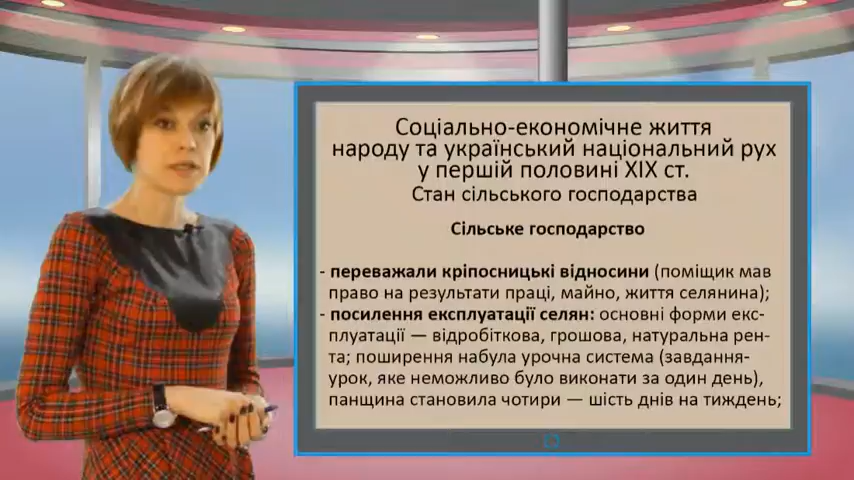 Соціально-економічне життя
народу та український національний рух
у першій половині ХІХ ст.
Стан сільського господарства
Сільське господарство
- переважали кріпосницькі відносини (поміщик мав
право на результати праці, майно, життя селянина);
- посилення експлуатації селян: основні форми екс-
плуатації — відробіткова, грошова, натуральна рен-
та; поширення набула урочна система (завдання-
урок, яке неможливо було виконати за один день),
панщина становила чотири — шість днів на тиждень;